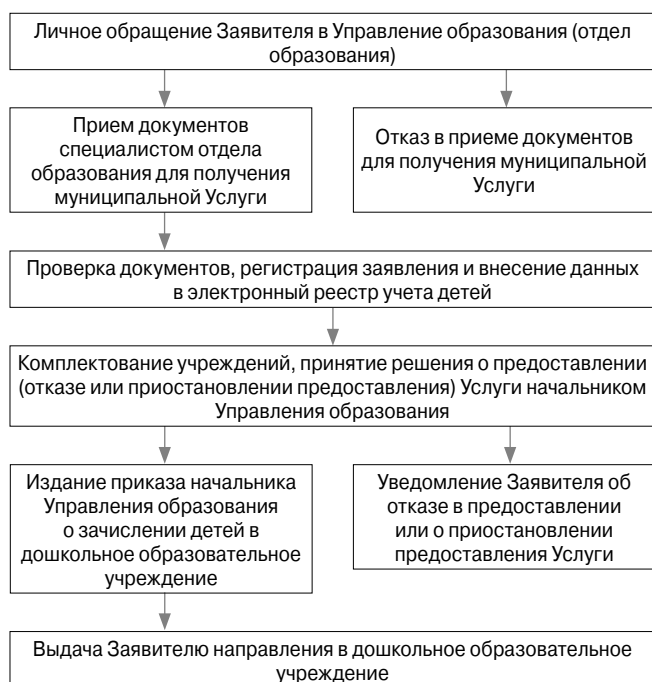 Личное обращение Заявителя в Управление образования (отдел
образования)
Прием документов
специалистом отдела
образования для получения
муниципальной Услуги
Отказ в приеме документов
для получения муниципальной
Услуги
Проверка документов, регистрация заявления и внесение данных
в электронный реестр учета детей
Комплектование учреждений, принятие решения о предоставлении
(отказе или приостановлении предоставления) Услуги начальником
Управления образования
Издание приказа начальника
Управления образования
о зачислении детей в
дошкольное образовательное
учреждение
Уведомление Заявителя об
отказе в предоставлении
или о приостановлении
предоставления Услуги
Выдача Заявителю направления в дошкольное образовательное
учреждение